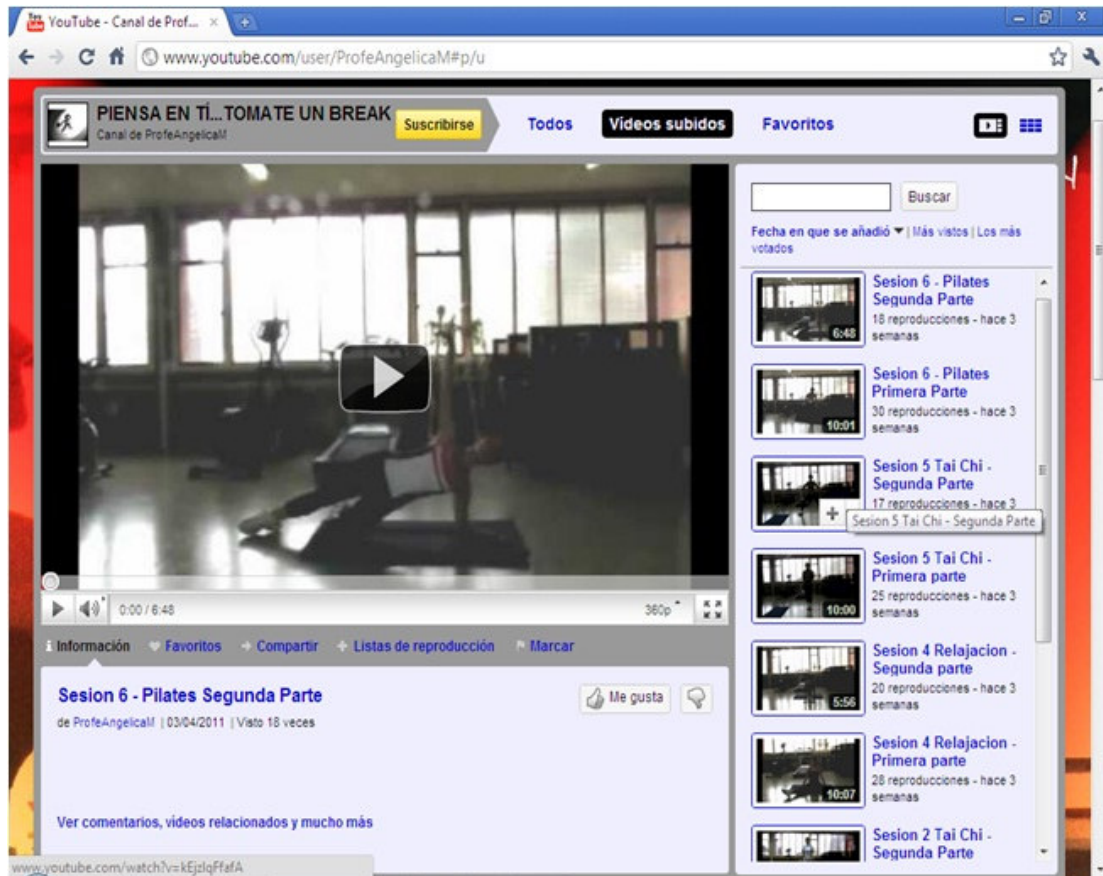 YouTube - Canal de Prof...
www.youtube.com/user/ProfeAngelicaM#p/u
PIENSA EN TÍ...TOMATE UN BREAK
Canal de ProfeAngelicaM
Suscribirse
Todos
Vídeos subidos
Favoritos
Buscar
Fecha en que se añadió ▼ | Más vistos | Los más
votados
Sesion 6 - Pilates
Segunda Parte
18 reproducciones - hace 3
semanas
6:48
Sesion 6 - Pilates
Primera Parte
30 reproducciones - hace 3
semanas
10:01
Sesion 5 Tai Chi -
Segunda Parte
17 reproducciones - hace 3
Sesion 5 Tai Chi - Segunda Parte
Sesion 5 Tai Chi -
Primera parte
25 reproducciones - hace 3
semanas
10:00
Sesion 4 Relajacion -
Segunda parte
20 reproducciones - hace 3
semanas
5:56
Sesion 4 Relajacion -
Primera parte
28 reproducciones - hace 3
semanas
10:07
Sesion 2 Tai Chi -
Segunda Parte
0:00 / 6:48
360p
Información Favoritos Compartir Listas de reproducción Marcar
Sesion 6 - Pilates Segunda Parte
Me gusta
de ProfeAngelicaM | 03/04/2011 | Visto 18 veces
Ver comentarios, vídeos relacionados y mucho más
www.youtube.com/watch?v=kEjzlqFfafA